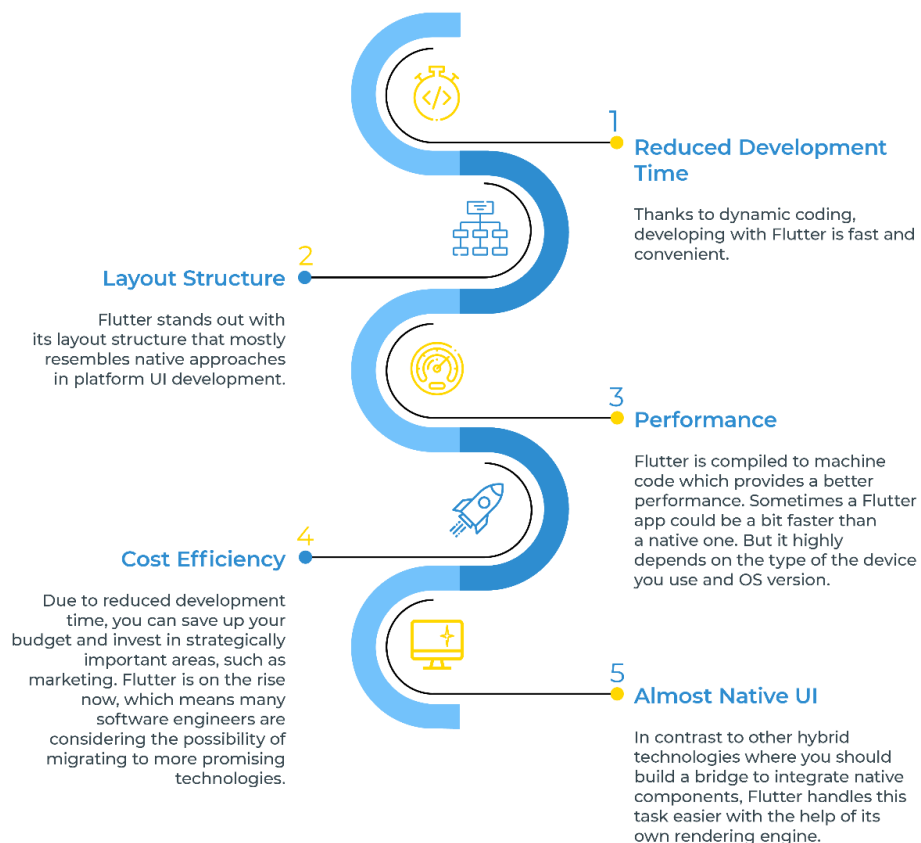 1
Reduced Development
Time
Thanks to dynamic coding,
developing with Flutter is fast and
convenient.
2
Layout Structure
Flutter stands out with
its layout structure that mostly
resembles native approaches
in platform UI development.
3
Performance
Flutter is compiled to machine
code which provides a better
performance. Sometimes a Flutter
app could be a bit faster than
a native one. But it highly
depends on the type of the device
you use and OS version.
4
Cost Efficiency
Due to reduced development
time, you can save up your
budget and invest in strategically
important areas, such as
marketing. Flutter is on the rise
now, which means many
software engineers are
considering the possibility of
migrating to more promising
technologies.
5
Almost Native UI
In contrast to other hybrid
technologies where you should
build a bridge to integrate native
components, Flutter handles this
task easier with the help of its
own rendering engine.